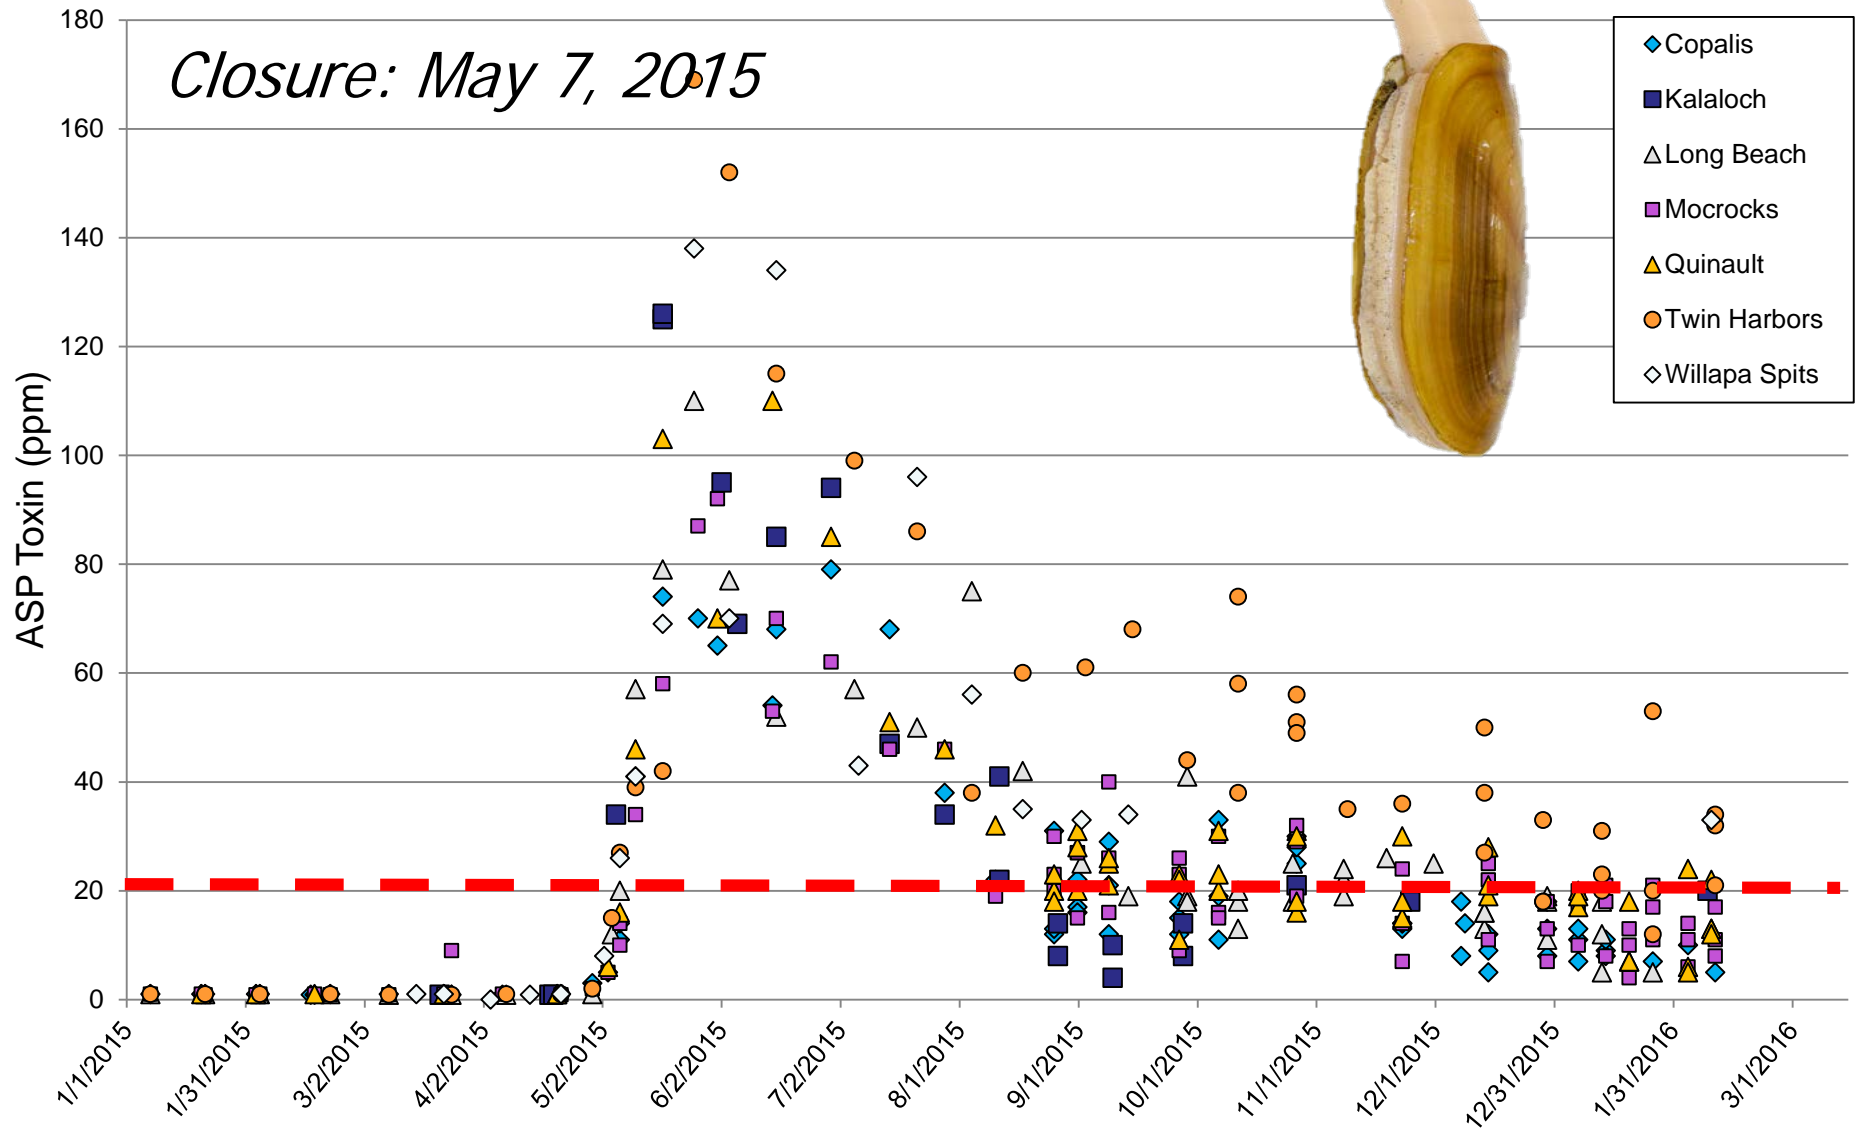 Closure: May 7, 2015
ASP Toxin (ppm)
180
160
140
120
100
80
60
40
20
0
1/1/2015
1/31/2015
3/2/2015
4/2/2015
5/2/2015
6/2/2015
7/2/2015
8/1/2015
9/1/2015
10/1/2015
11/1/2015
12/1/2015
12/31/2015
1/31/2016
3/1/2016
Copalis
Kalaloch
Long Beach
Mocrocks
Quinault
Twin Harbors
Willapa Spits